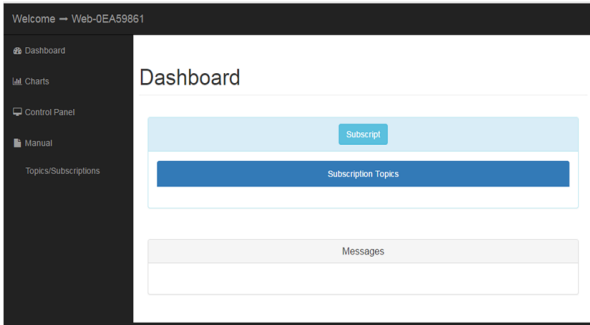 Welcome ➞ Web-0EA59861
Dashboard
Charts
Control Panel
Manual
Topics/Subscriptions
Dashboard
Subscript
Subscription Topics
Messages